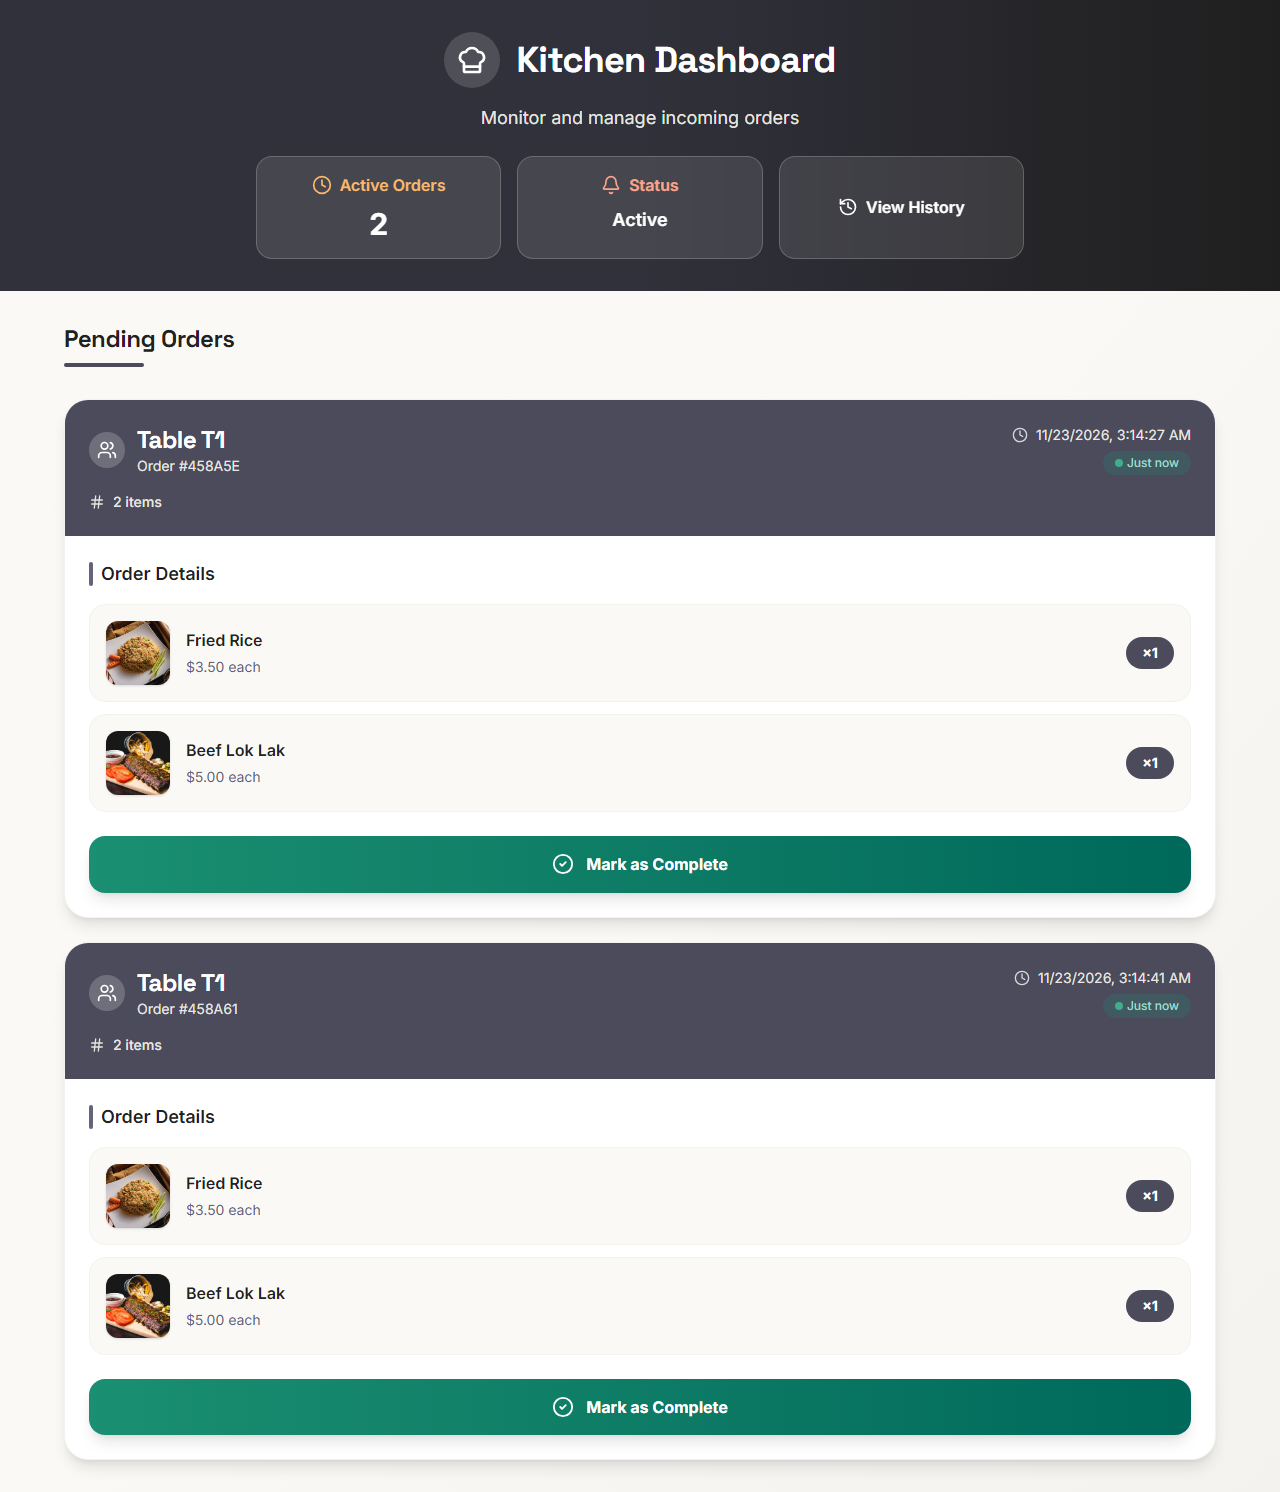 Kitchen Dashboard
Monitor and manage incoming orders
Active Orders
2
Status
Active
View History
Pending Orders
Table T1
Order #458A5E
2 items
11/23/2026, 3:14:27 AM
Just now
Order Details
Fried Rice
$3.50 each
×1
Beef Lok Lak
$5.00 each
×1
Mark as Complete
Table T1
Order #458A61
2 items
11/23/2026, 3:14:41 AM
Just now
Order Details
Fried Rice
$3.50 each
×1
Beef Lok Lak
$5.00 each
×1
Mark as Complete